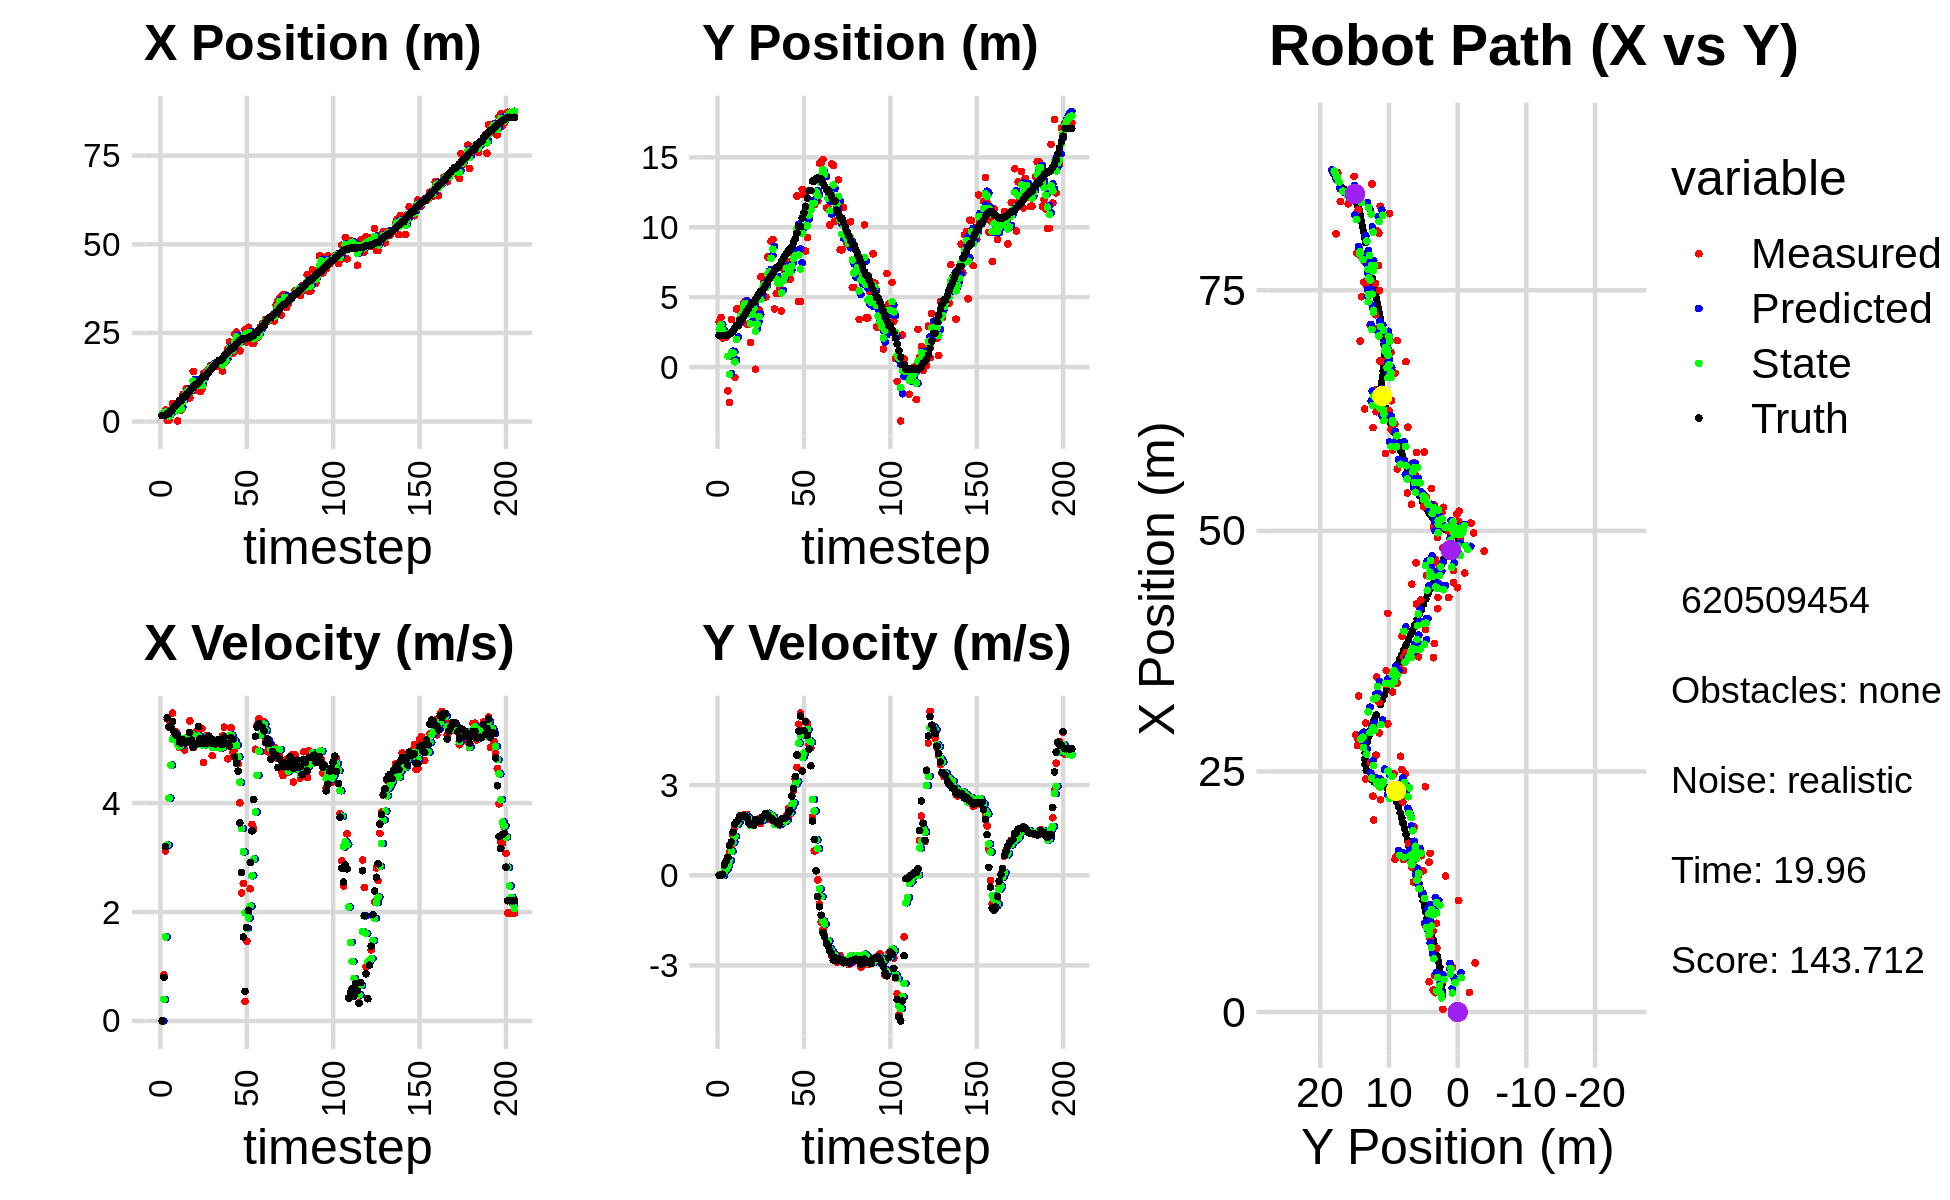 X Position (m)
75
50
25
0
0 50 100 150 200
timestep
Y Position (m)
15
10
5
0
0 50 100 150 200
timestep
X Velocity (m/s)
4
2
0
0 50 100 150 200
timestep
Y Velocity (m/s)
3
0
-3
0 50 100 150 200
timestep
Robot Path (X vs Y)
X Position (m)
75
50
25
0
20 10 0 -10 -20
Y Position (m)
variable
Measured
Predicted
State
Truth
620509454
Obstacles: none
Noise: realistic
Time: 19.96
Score: 143.712